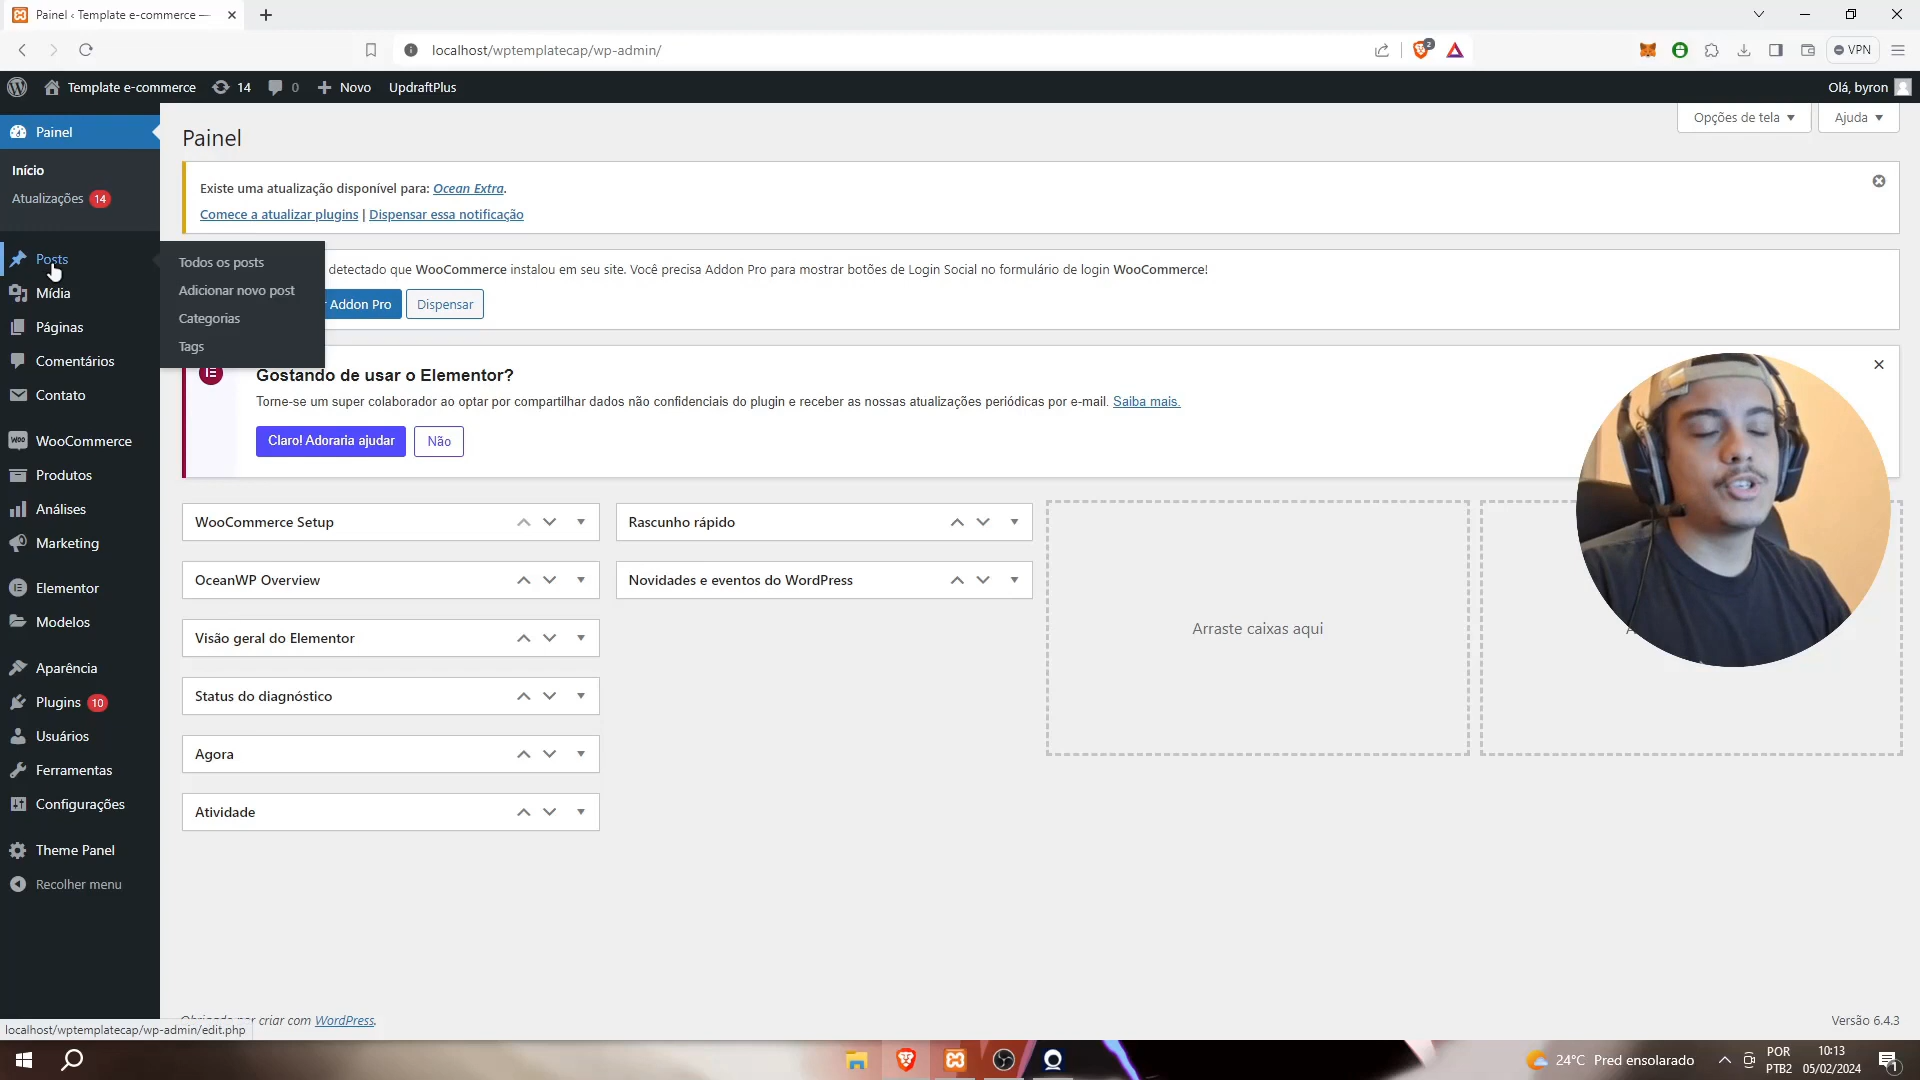 Painel ‹ Template e-commerce —
localhost/wptemplatecap/wp-admin/
2
VPN
Template e-commerce
14
0
Novo
UpdraftPlus
Olá, byron
Painel
Início
Atualizações 14
Posts
Mídia
Páginas
Comentários
Contato
WooCommerce
Produtos
Análises
Marketing
Elementor
Modelos
Aparência
Plugins 10
Usuários
Ferramentas
Configurações
Theme Panel
Recolher menu
Todos os posts
Adicionar novo post
Categorias
Tags
Painel
Opções de tela
Ajuda
Existe uma atualização disponível para: Ocean Extra.
Comece a atualizar plugins | Dispensar essa notificação
detectado que WooCommerce instalou em seu site. Você precisa Addon Pro para mostrar botões de Login Social no formulário de login WooCommerce!
Addon Pro
Dispensar
Gostando de usar o Elementor?
Torne-se um super colaborador ao optar por compartilhar dados não confidenciais do plugin e receber as nossas atualizações periódicas por e-mail. Saiba mais.
Claro! Adoraria ajudar
Não
WooCommerce Setup
OceanWP Overview
Visão geral do Elementor
Status do diagnóstico
Agora
Atividade
Rascunho rápido
Novidades e eventos do WordPress
Arraste caixas aqui
criar com WordPress.
Versão 6.4.3
localhost/wptemplatecap/wp-admin/edit.php
24°C Pred ensolarado
POR
PTB2
10:13
05/02/2024
1